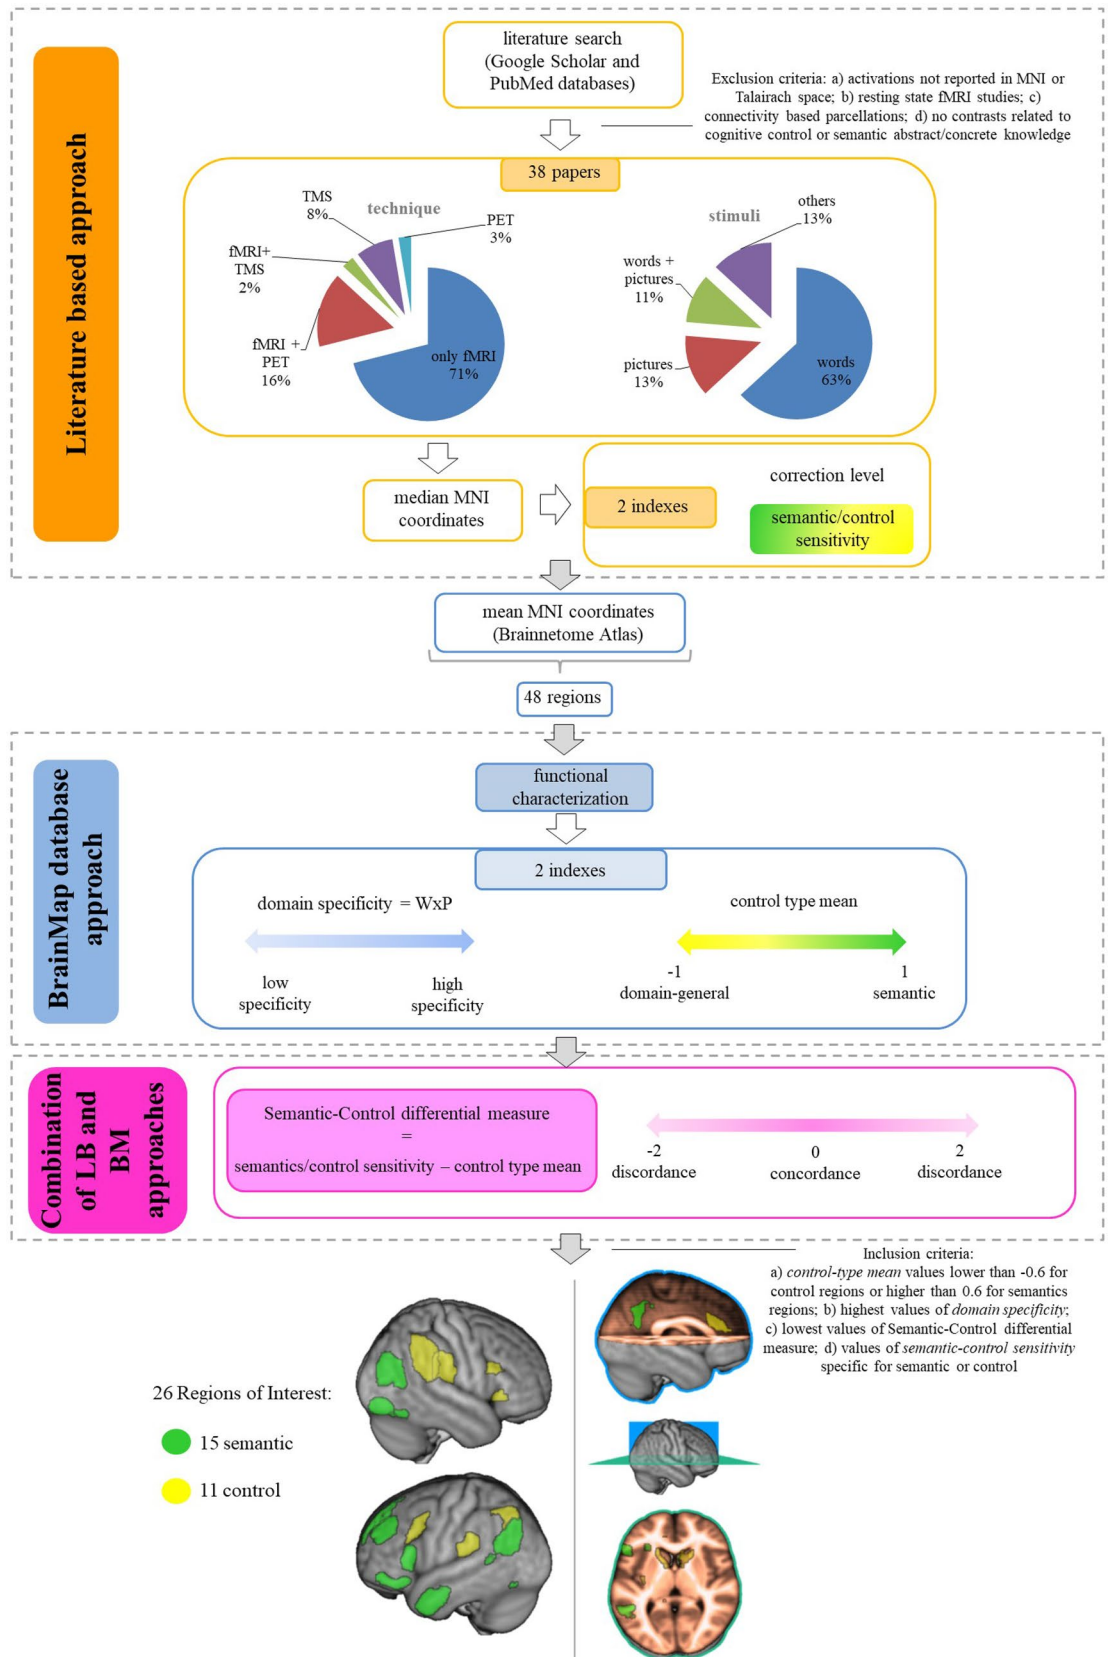 Literature based approach
literature search
(Google Scholar and
PubMed databases)
Exclusion criteria: a) activations not reported in MNI or
Talairach space; b) resting state fMRI studies; c)
connectivity based parcellations; d) no contrasts related to
cognitive control or semantic abstract/concrete knowledge
38 papers
technique
TMS
8%
PET
3%
fMRI+
TMS
2%
fMRI +
PET
16%
only fMRI
71%
stimuli
others
13%
words +
pictures
11%
pictures
13%
words
63%
median MNI
coordinates
2 indexes
correction level
semantic/control
sensitivity
mean MNI coordinates
(Brainnetome Atlas)
48 regions
BrainMap database
approach
functional
characterization
2 indexes
domain specificity = WxP
low
specificity
high
specificity
control type mean
-1
domain-general
1
semantic
Combination
of LB and
BM
approaches
Semantic-Control differential measure
=
semantics/control sensitivity – control type mean
-2
discordance
0
concordance
2
discordance
Inclusion criteria:
a) control-type mean values lower than -0.6 for
control regions or higher than 0.6 for semantics
regions; b) highest values of domain specificity;
c) lowest values of Semantic-Control differential
measure; d) values of semantic-control sensitivity
specific for semantic or control
26 Regions of Interest:
15 semantic
11 control